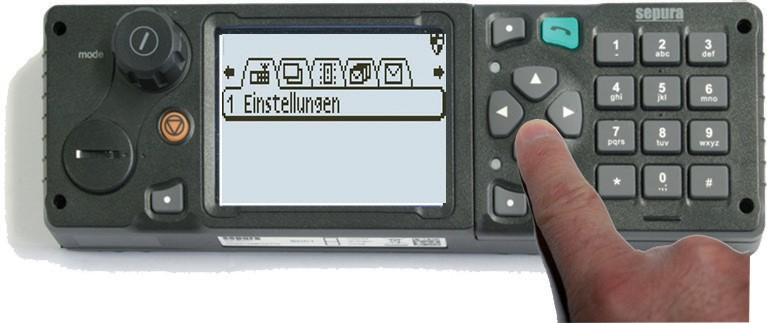 sepura
mode
1 Einstellungen
1
-
2
abc
3
def
4
ghi
5
jkl
6
mno
7
pqrs
8
tuv
9
wxyz
*
0
.,;
#
sepura